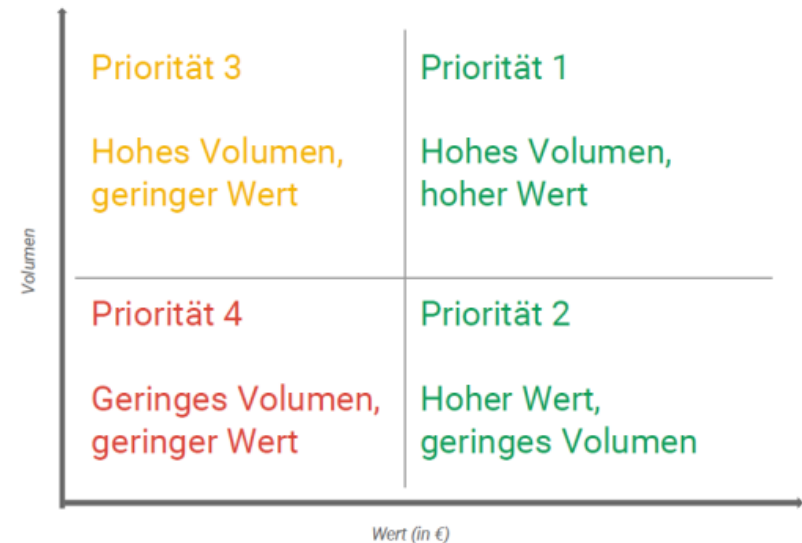 Priorität 3
Hohes Volumen,
geringer Wert
Priorität 1
Hohes Volumen,
hoher Wert
Volumen
Priorität 4
Geringes Volumen,
geringer Wert
Priorität 2
Hoher Wert,
geringes Volumen
Wert (in €)